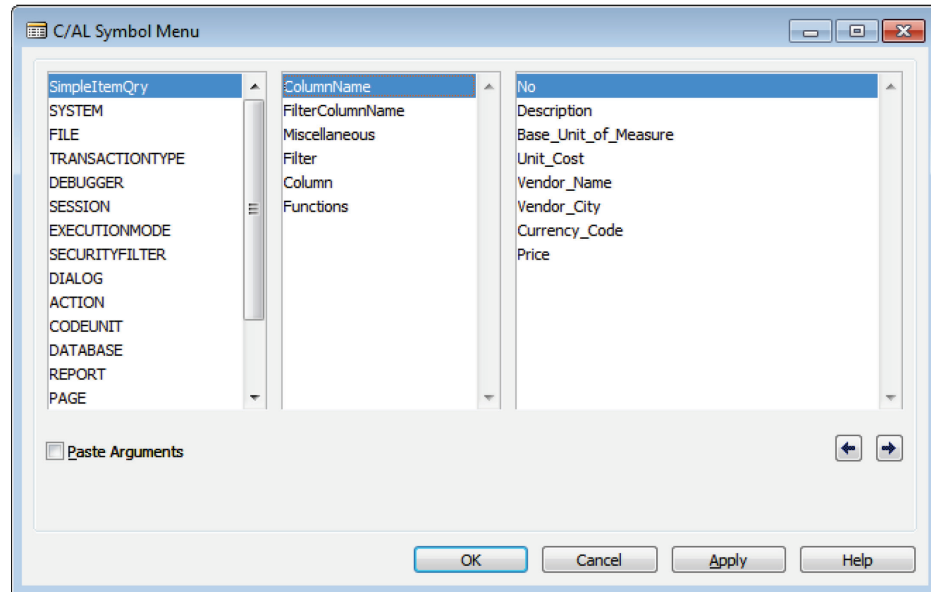 C/AL Symbol Menu
SimpleItemQry
SYSTEM
FILE
TRANSACTIONTYPE
DEBUGGER
SESSION
EXECUTIONMODE
SECURITYFILTER
DIALOG
ACTION
CODEUNIT
DATABASE
REPORT
PAGE
ColumnName
FilterColumnName
Miscellaneous
Filter
Column
Functions
No
Description
Base_Unit_of_Measure
Unit_Cost
Vendor_Name
Vendor_City
Currency_Code
Price
Paste Arguments
OK Cancel Apply Help